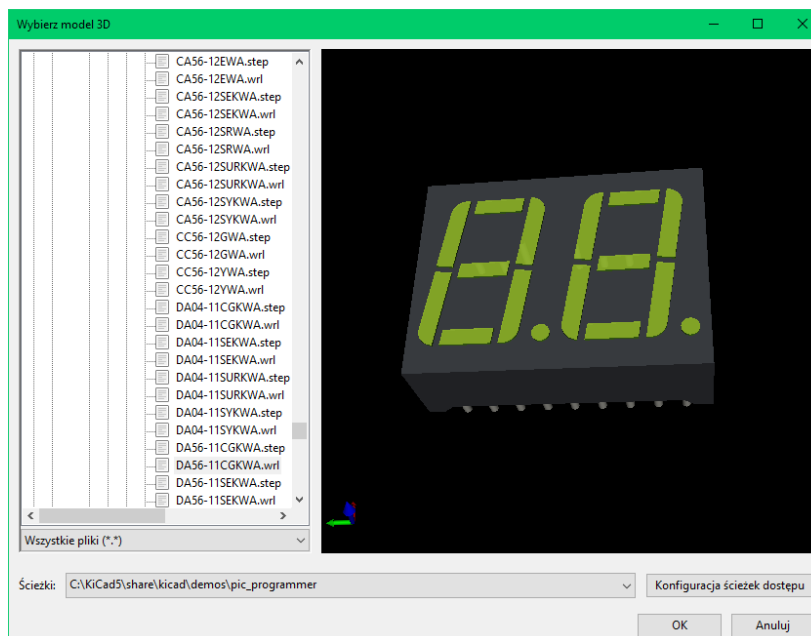 Wybierz model 3D
CA56-12EWA.step
CA56-12EWA.wrl
CA56-12SEKWA.step
CA56-12SEKWA.wrl
CA56-12SRWA.step
CA56-12SRWA.wrl
CA56-12SURKWA.step
CA56-12SURKWA.wrl
CA56-12SYKWA.step
CA56-12SYKWA.wrl
CC56-12GWA.step
CC56-12GWA.wrl
CC56-12YWA.step
CC56-12YWA.wrl
DA04-11CGKWA.step
DA04-11CGKWA.wrl
DA04-11SEKWA.step
DA04-11SEKWA.wrl
DA04-11SURKWA.step
DA04-11SURKWA.wrl
DA04-11SYKWA.step
DA04-11SYKWA.wrl
DA56-11CGKWA.step
DA56-11CGKWA.wrl
DA56-11SEKWA.step
DA56-11SEKWA.wrl
Wszystkie pliki (*.*)
Ścieżki: C:\KiCad5\share\kicad\demos\pic_programmer Konfiguracja ścieżek dostępu
OK Anuluj